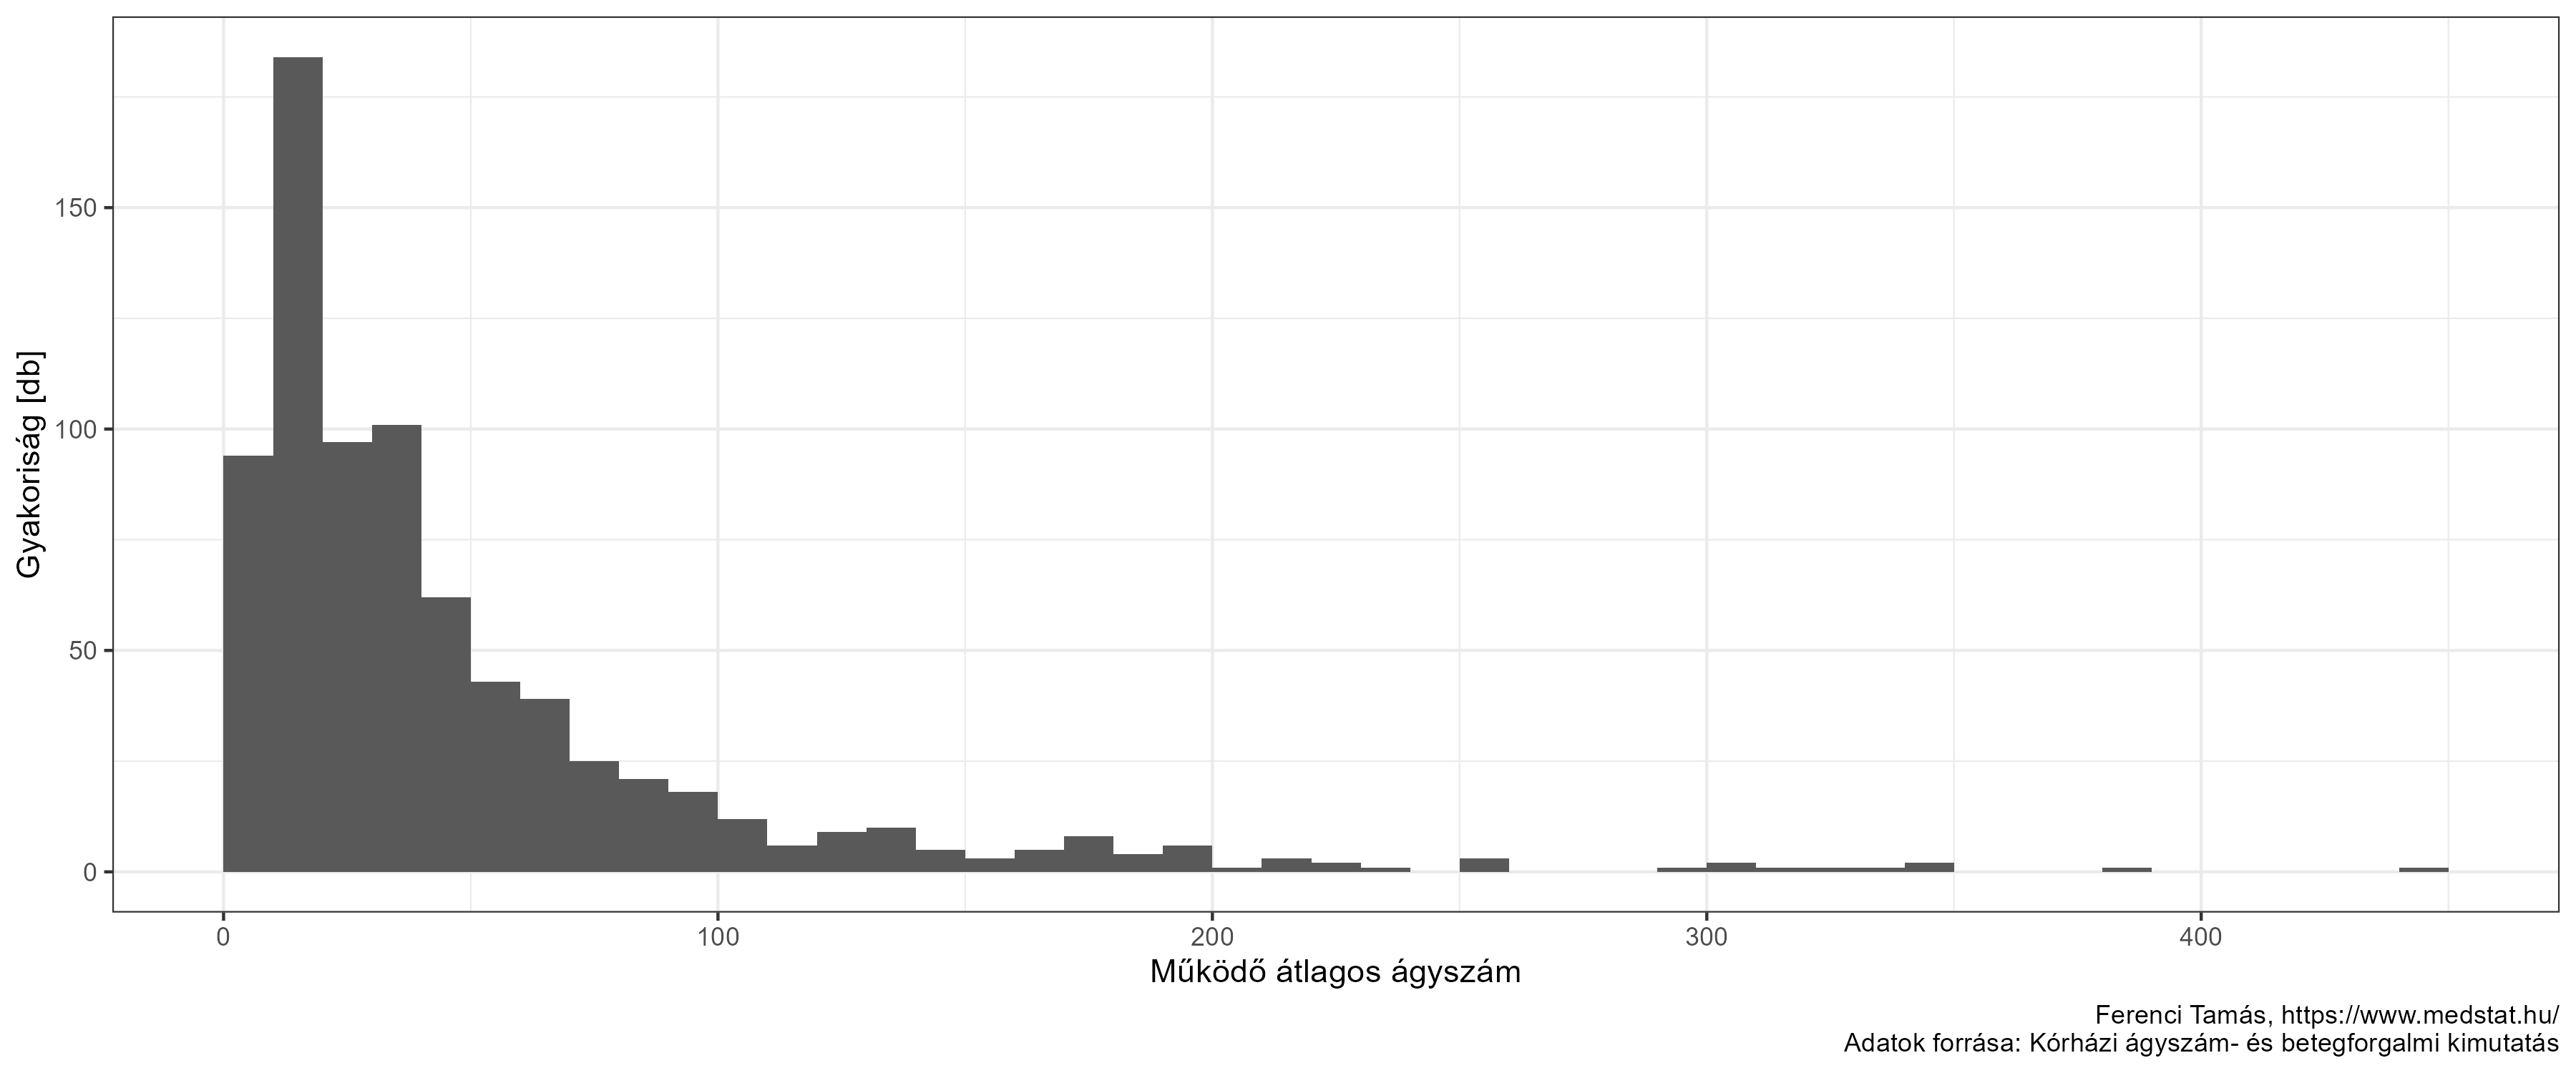 Gyakoriság [db]
150
100
50
0
0 100 200 300 400
Működő átlagos ágyszám
Ferenci Tamás, https://www.medstat.hu/
Adatok forrása: Kórházi ágyszám- és betegforgalmi kimutatás